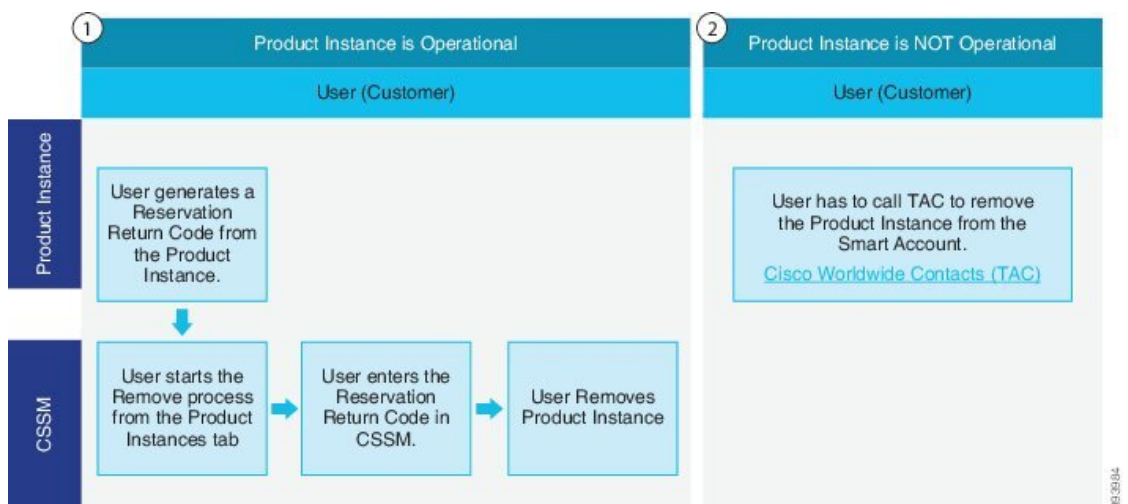 1
Product Instance is Operational
User (Customer)
2
Product Instance is NOT Operational
User (Customer)
Product Instance
User generates a
Reservation
Return Code from
the Product
Instance.
User has to call TAC to remove
the Product Instance from the
Smart Account.
Cisco Worldwide Contacts (TAC)
CSSM
User starts the
Remove process
from the Product
Instances tab
User enters the
Reservation
Return Code in
CSSM.
User Removes
Product Instance